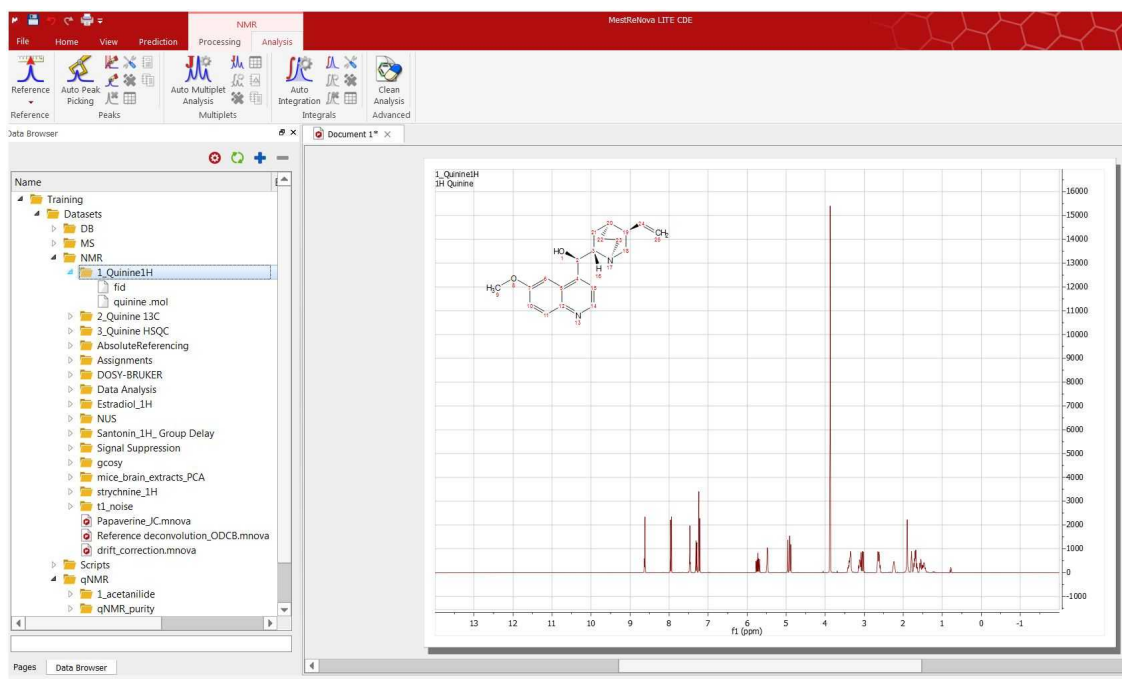 NMR
MestReNova LITE CDE
File Home View Prediction Processing Analysis
Reference
Auto Peak Picking
Auto Multiplet Analysis
Auto Integration
Clean Analysis
Reference Peaks Multiplets Integrals Advanced
Data Browser
Document 1*
Name
Training
Datasets
DB
MS
NMR
1_Quinine1H
fid
quinine .mol
2_Quinine 13C
3_Quinine HSQC
AbsoluteReferencing
Assignments
DOSY-BRUKER
Data Analysis
Estradiol_1H
NUS
Santonin_1H_ Group Delay
Signal Suppression
gcosy
mice_brain_extracts_PCA
strychnine_1H
t1_noise
Papaverine_JC.mnova
Reference deconvolution_ODCB.mnova
drift_correction.mnova
Scripts
qNMR
1_acetanilide
qNMR_purity
Pages Data Browser
1_Quinine1H
1H Quinine
HO
H
N
CH2
H3C
O
N
16000
15000
14000
13000
12000
11000
10000
9000
8000
7000
6000
5000
4000
3000
2000
1000
0
-1000
13 12 11 10 9 8 7 6 5 4 3 2 1 0 -1
f1 (ppm)